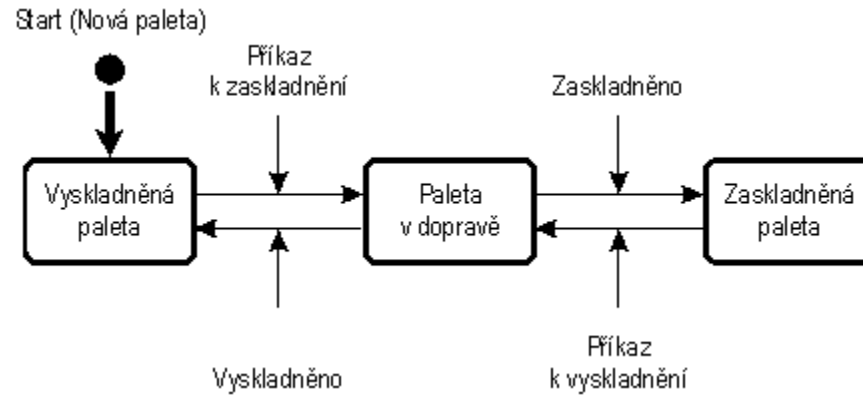 Start (Nová paleta)
Příkaz
k zaskladnění
Zaskladněno
Vyskladněná
paleta
Paleta
v dopravě
Zaskladněná
paleta
Vyskladněno
Příkaz
k vyskladnění